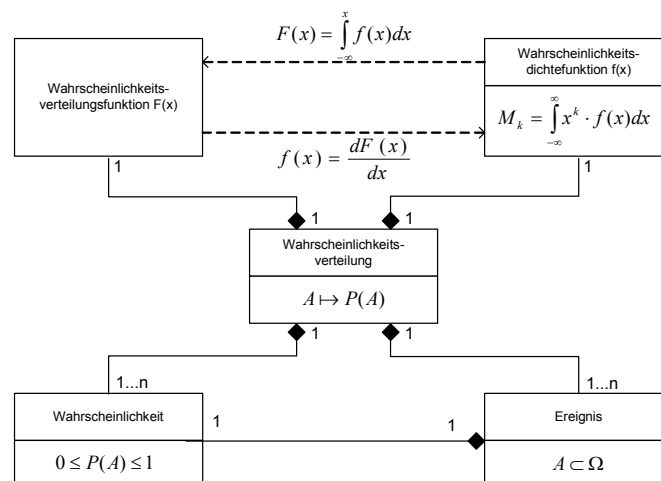 F(x) = ∫_{-∞}^{x} f(x)dx
Wahrscheinlichkeits-
verteilungsfunktion F(x)
Wahrscheinlichkeits-
dichtefunktion f(x)
M_k = ∫_{-∞}^{∞} x^k · f(x)dx
f(x) = dF(x)/dx
1
1
1
1
Wahrscheinlichkeits-
verteilung
A ↦ P(A)
1
1
1...n
1...n
Wahrscheinlichkeit
0 ≤ P(A) ≤ 1
1
1
Ereignis
A ⊂ Ω